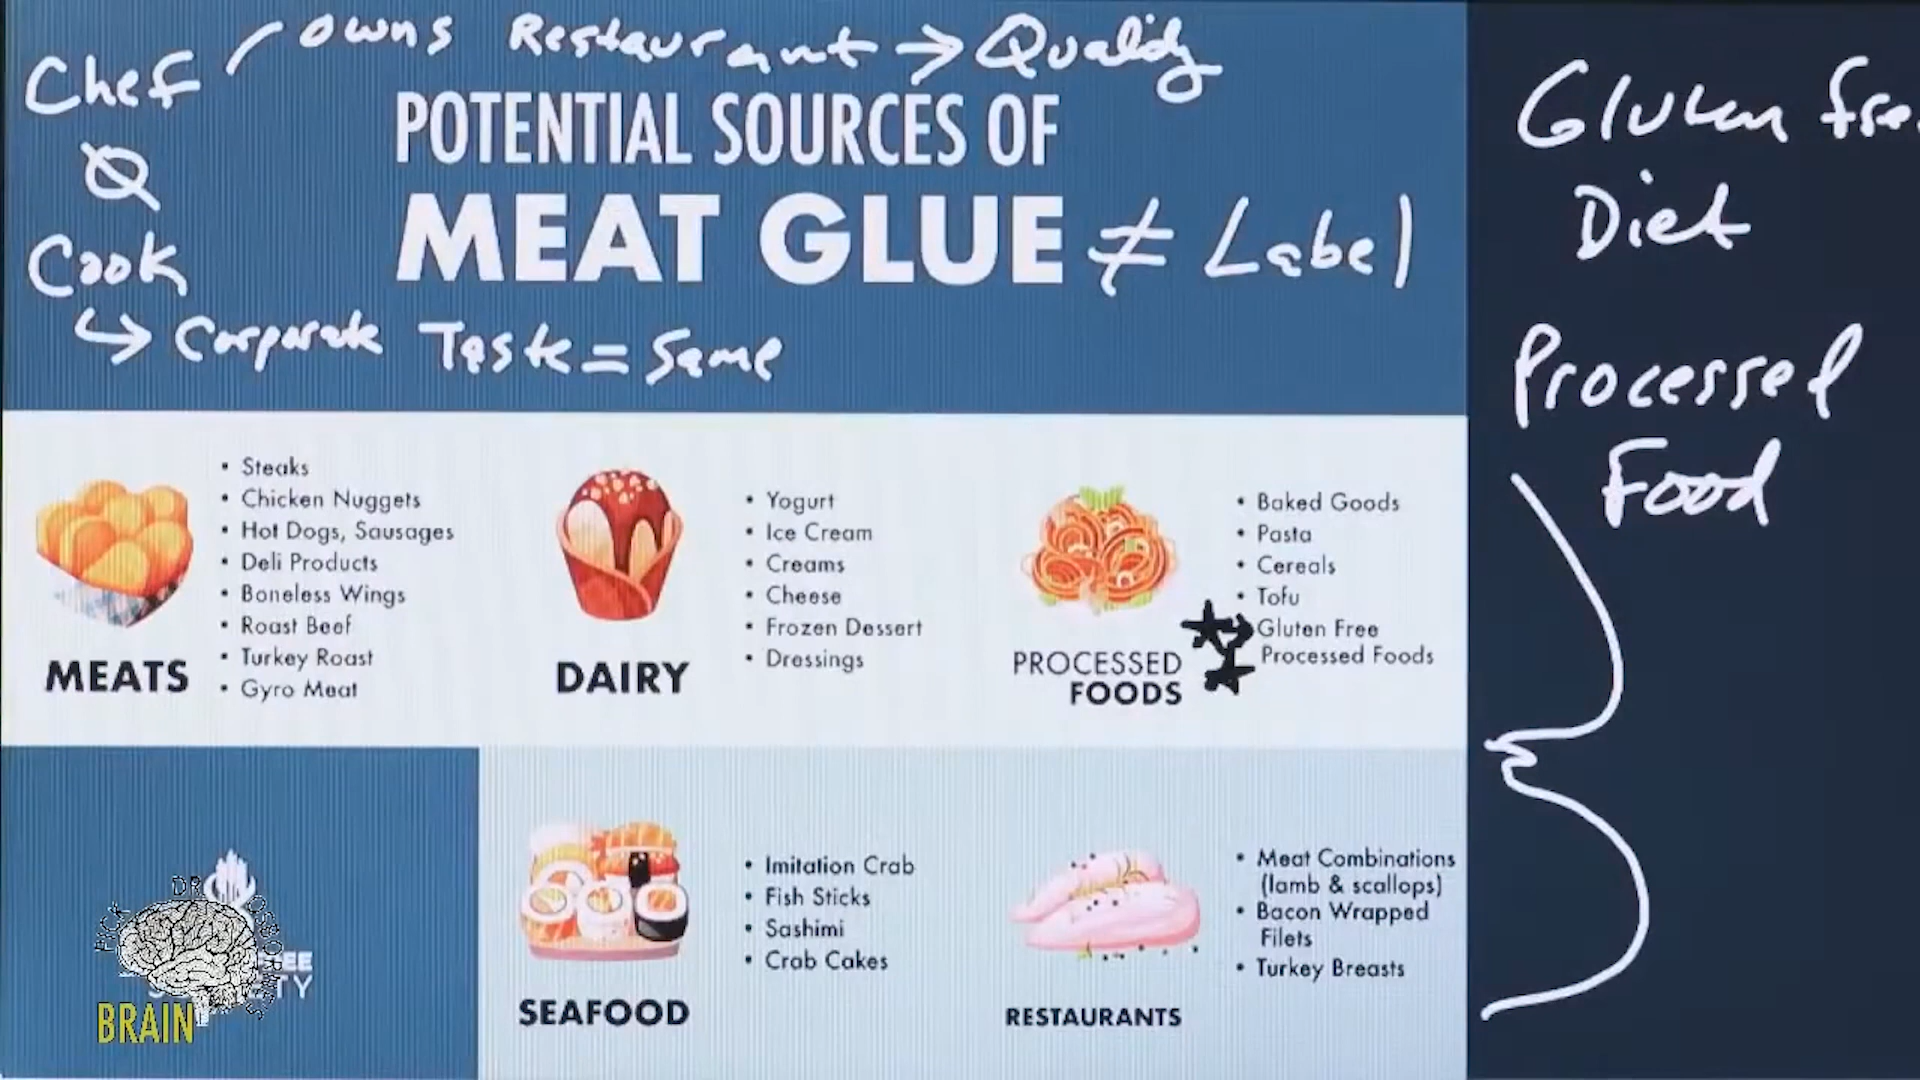 owns Restaurant → Quality
Chef
Cook
↳ Corporate Taste = Same
POTENTIAL SOURCES OF
MEAT GLUE ≠ Label
Gluten free
Diet
Processed
Food
• Steaks
• Chicken Nuggets
• Hot Dogs, Sausages
• Deli Products
• Boneless Wings
• Roast Beef
• Turkey Roast
• Gyro Meat
MEATS
• Yogurt
• Ice Cream
• Creams
• Cheese
• Frozen Dessert
• Dressings
DAIRY
• Baked Goods
• Pasta
• Cereals
• Tofu
Gluten Free
Processed Foods
PROCESSED
FOODS
• Imitation Crab
• Fish Sticks
• Sashimi
• Crab Cakes
SEAFOOD
• Meat Combinations
(lamb & scallops)
• Bacon Wrapped
Filets
• Turkey Breasts
RESTAURANTS
PICK DR OSBORNES
BRAIN